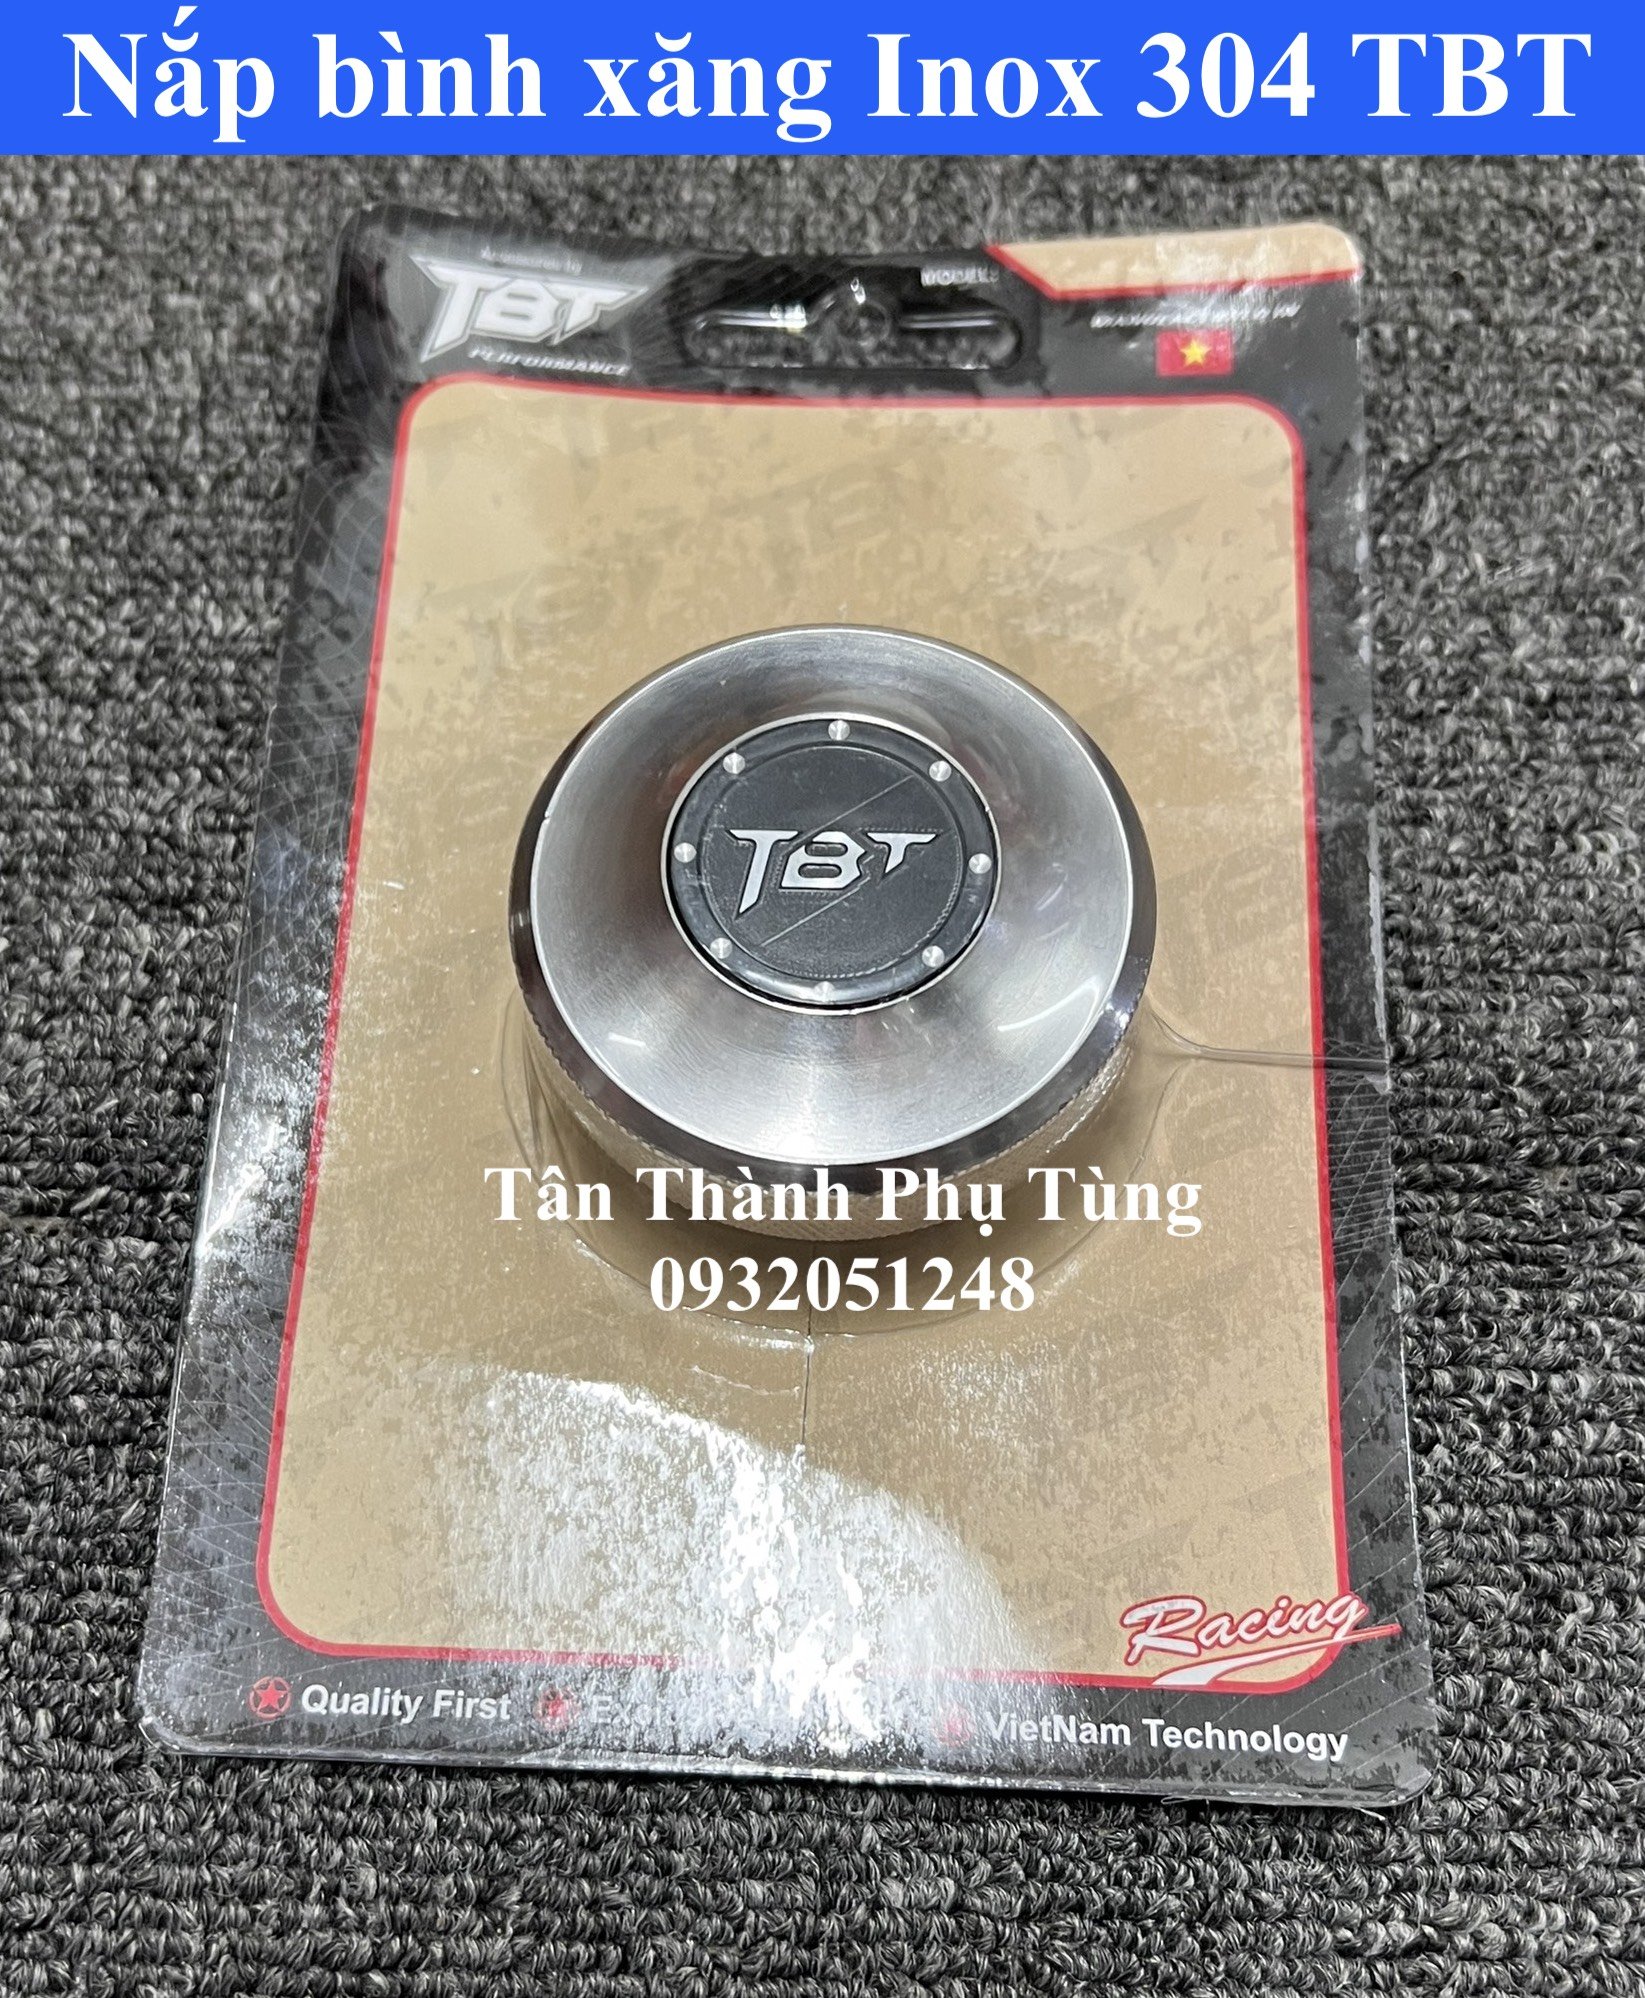 Nắp bình xăng Inox 304 TBT
TBT
PERFORMANCE
TBT
Tân Thành Phụ Tùng
0932051248
Racing
Quality First
VietNam Technology